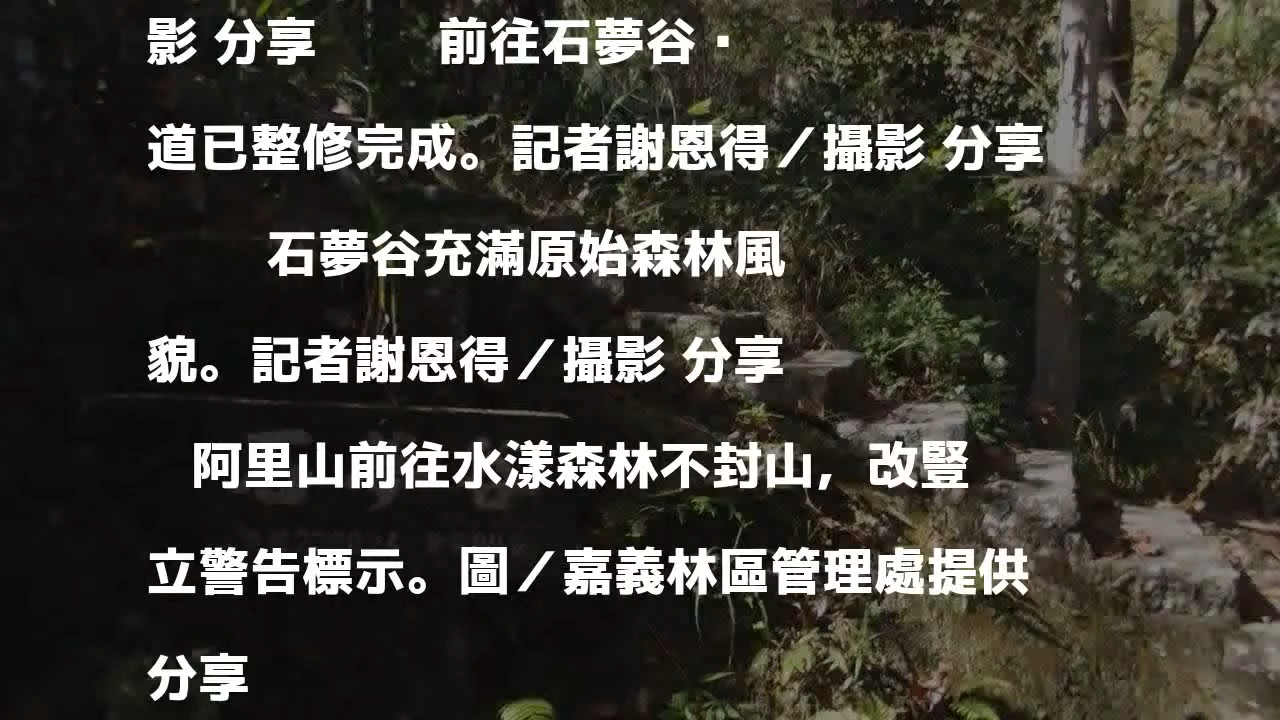 影 分享 前往石夢谷·
道已整修完成。記者謝恩得／攝影 分享
石夢谷充滿原始森林風
貌。記者謝恩得／攝影 分享
阿里山前往水漾森林不封山，改豎
立警告標示。圖／嘉義林區管理處提供
分享